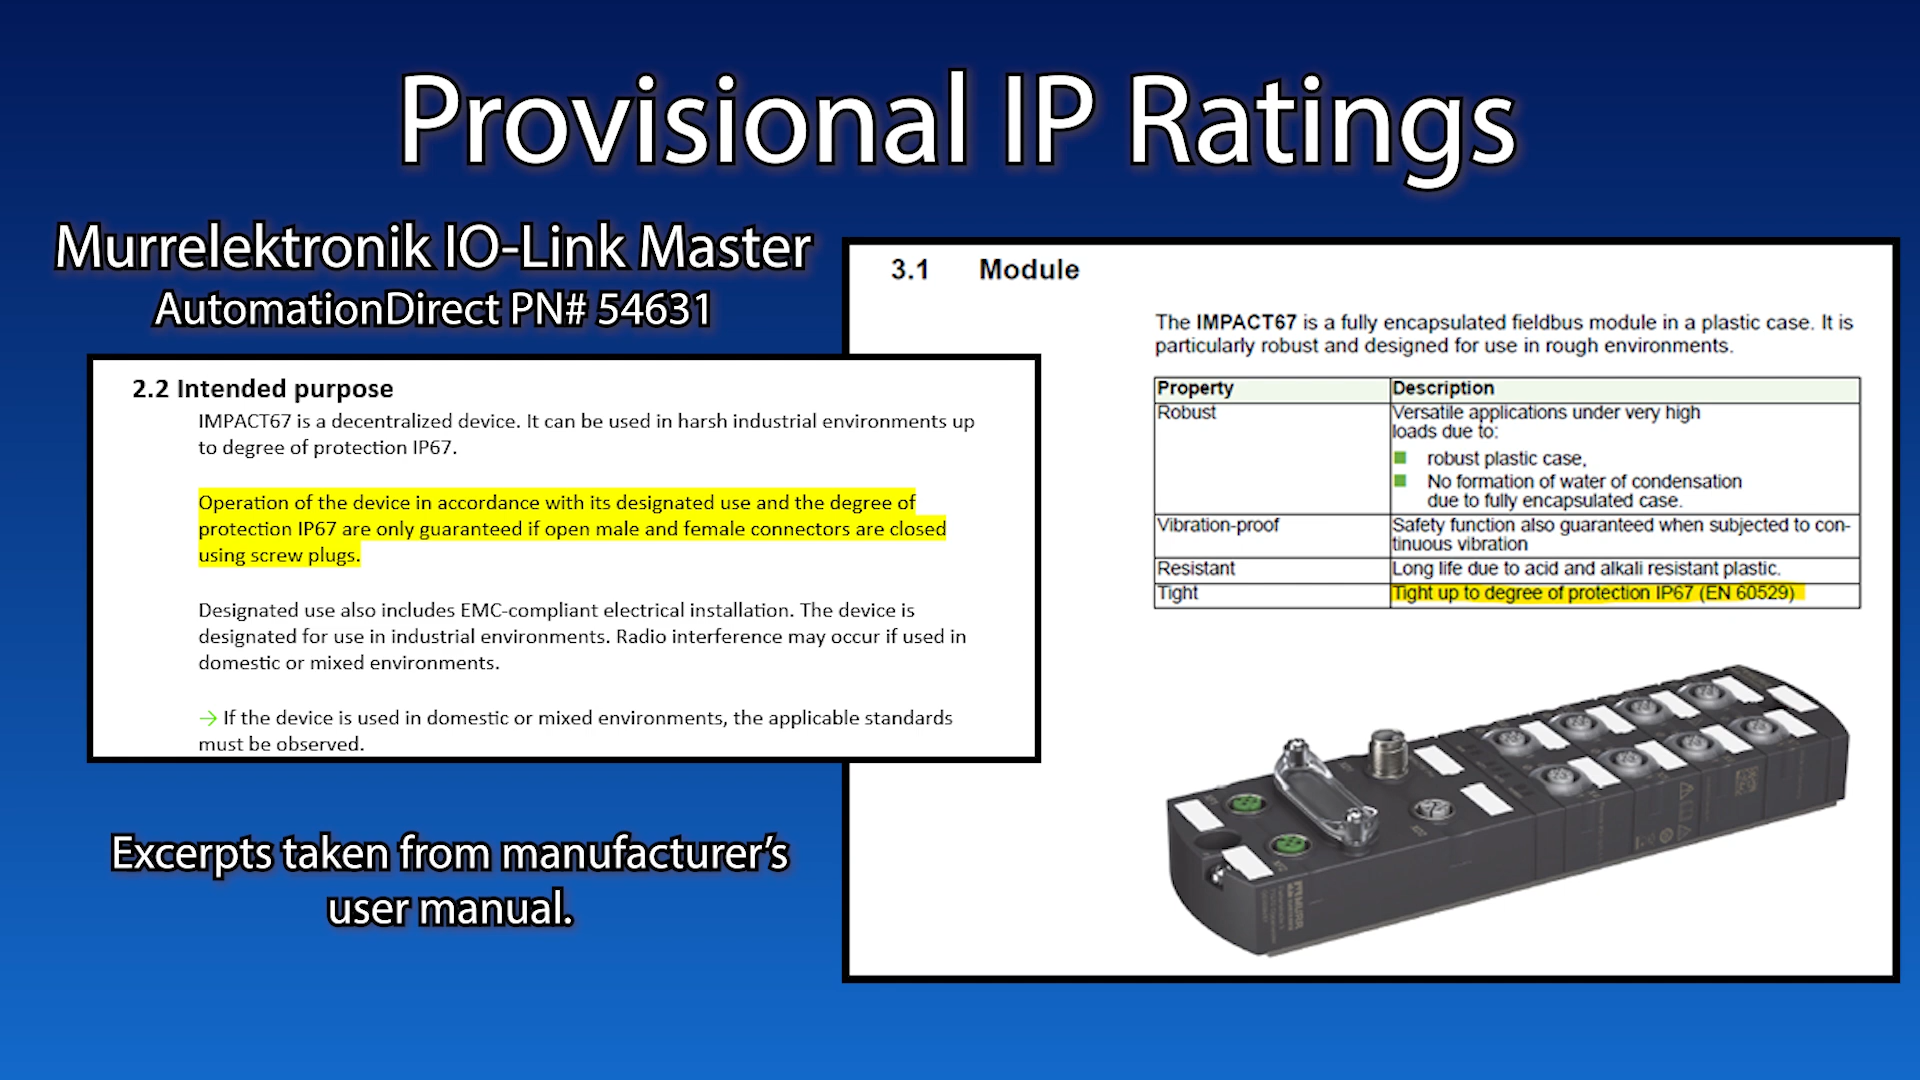 Provisional IP Ratings
Murrelektronik IO-Link Master
AutomationDirect PN# 54631
2.2 Intended purpose
IMPACT67 is a decentralized device. It can be used in harsh industrial environments up
to degree of protection IP67.
Operation of the device in accordance with its designated use and the degree of
protection IP67 are only guaranteed if open male and female connectors are closed
using screw plugs.
Designated use also includes EMC-compliant electrical installation. The device is
designated for use in industrial environments. Radio interference may occur if used in
domestic or mixed environments.
→ If the device is used in domestic or mixed environments, the applicable standards
must be observed.
Excerpts taken from manufacturer’s
user manual.
3.1 Module
The IMPACT67 is a fully encapsulated fieldbus module in a plastic case. It is
particularly robust and designed for use in rough environments.
Property Description
Robust Versatile applications under very high
loads due to:
robust plastic case,
No formation of water of condensation
due to fully encapsulated case.
Vibration-proof Safety function also guaranteed when subjected to con-
tinuous vibration
Resistant Long life due to acid and alkali resistant plastic.
Tight Tight up to degree of protection IP67 (EN 60529)
MURR